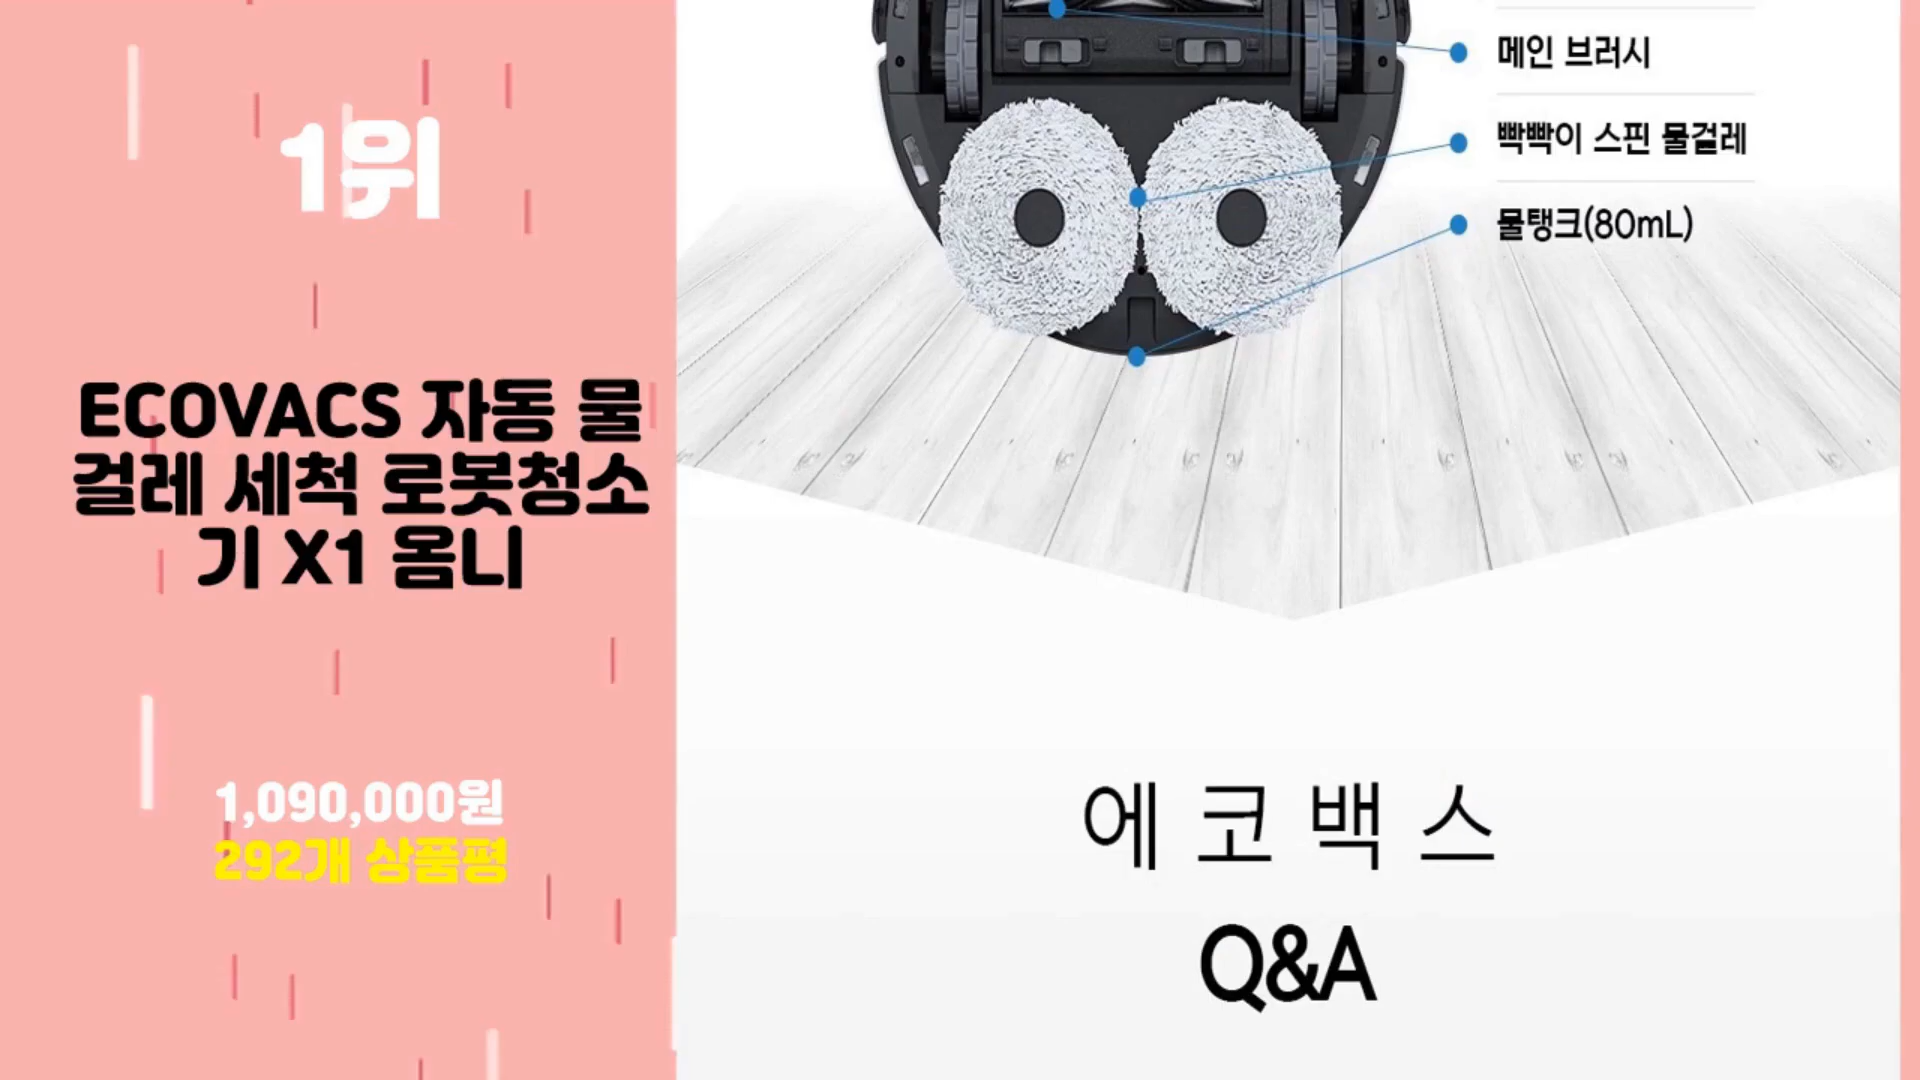 1위
ECOVACS 자동 물
걸레 세척 로봇청소
기 X1 옴니
1,090,000원
292개 상품평
메인 브러시
빡빡이 스핀 물걸레
물탱크(80mL)
에코백스
Q&A